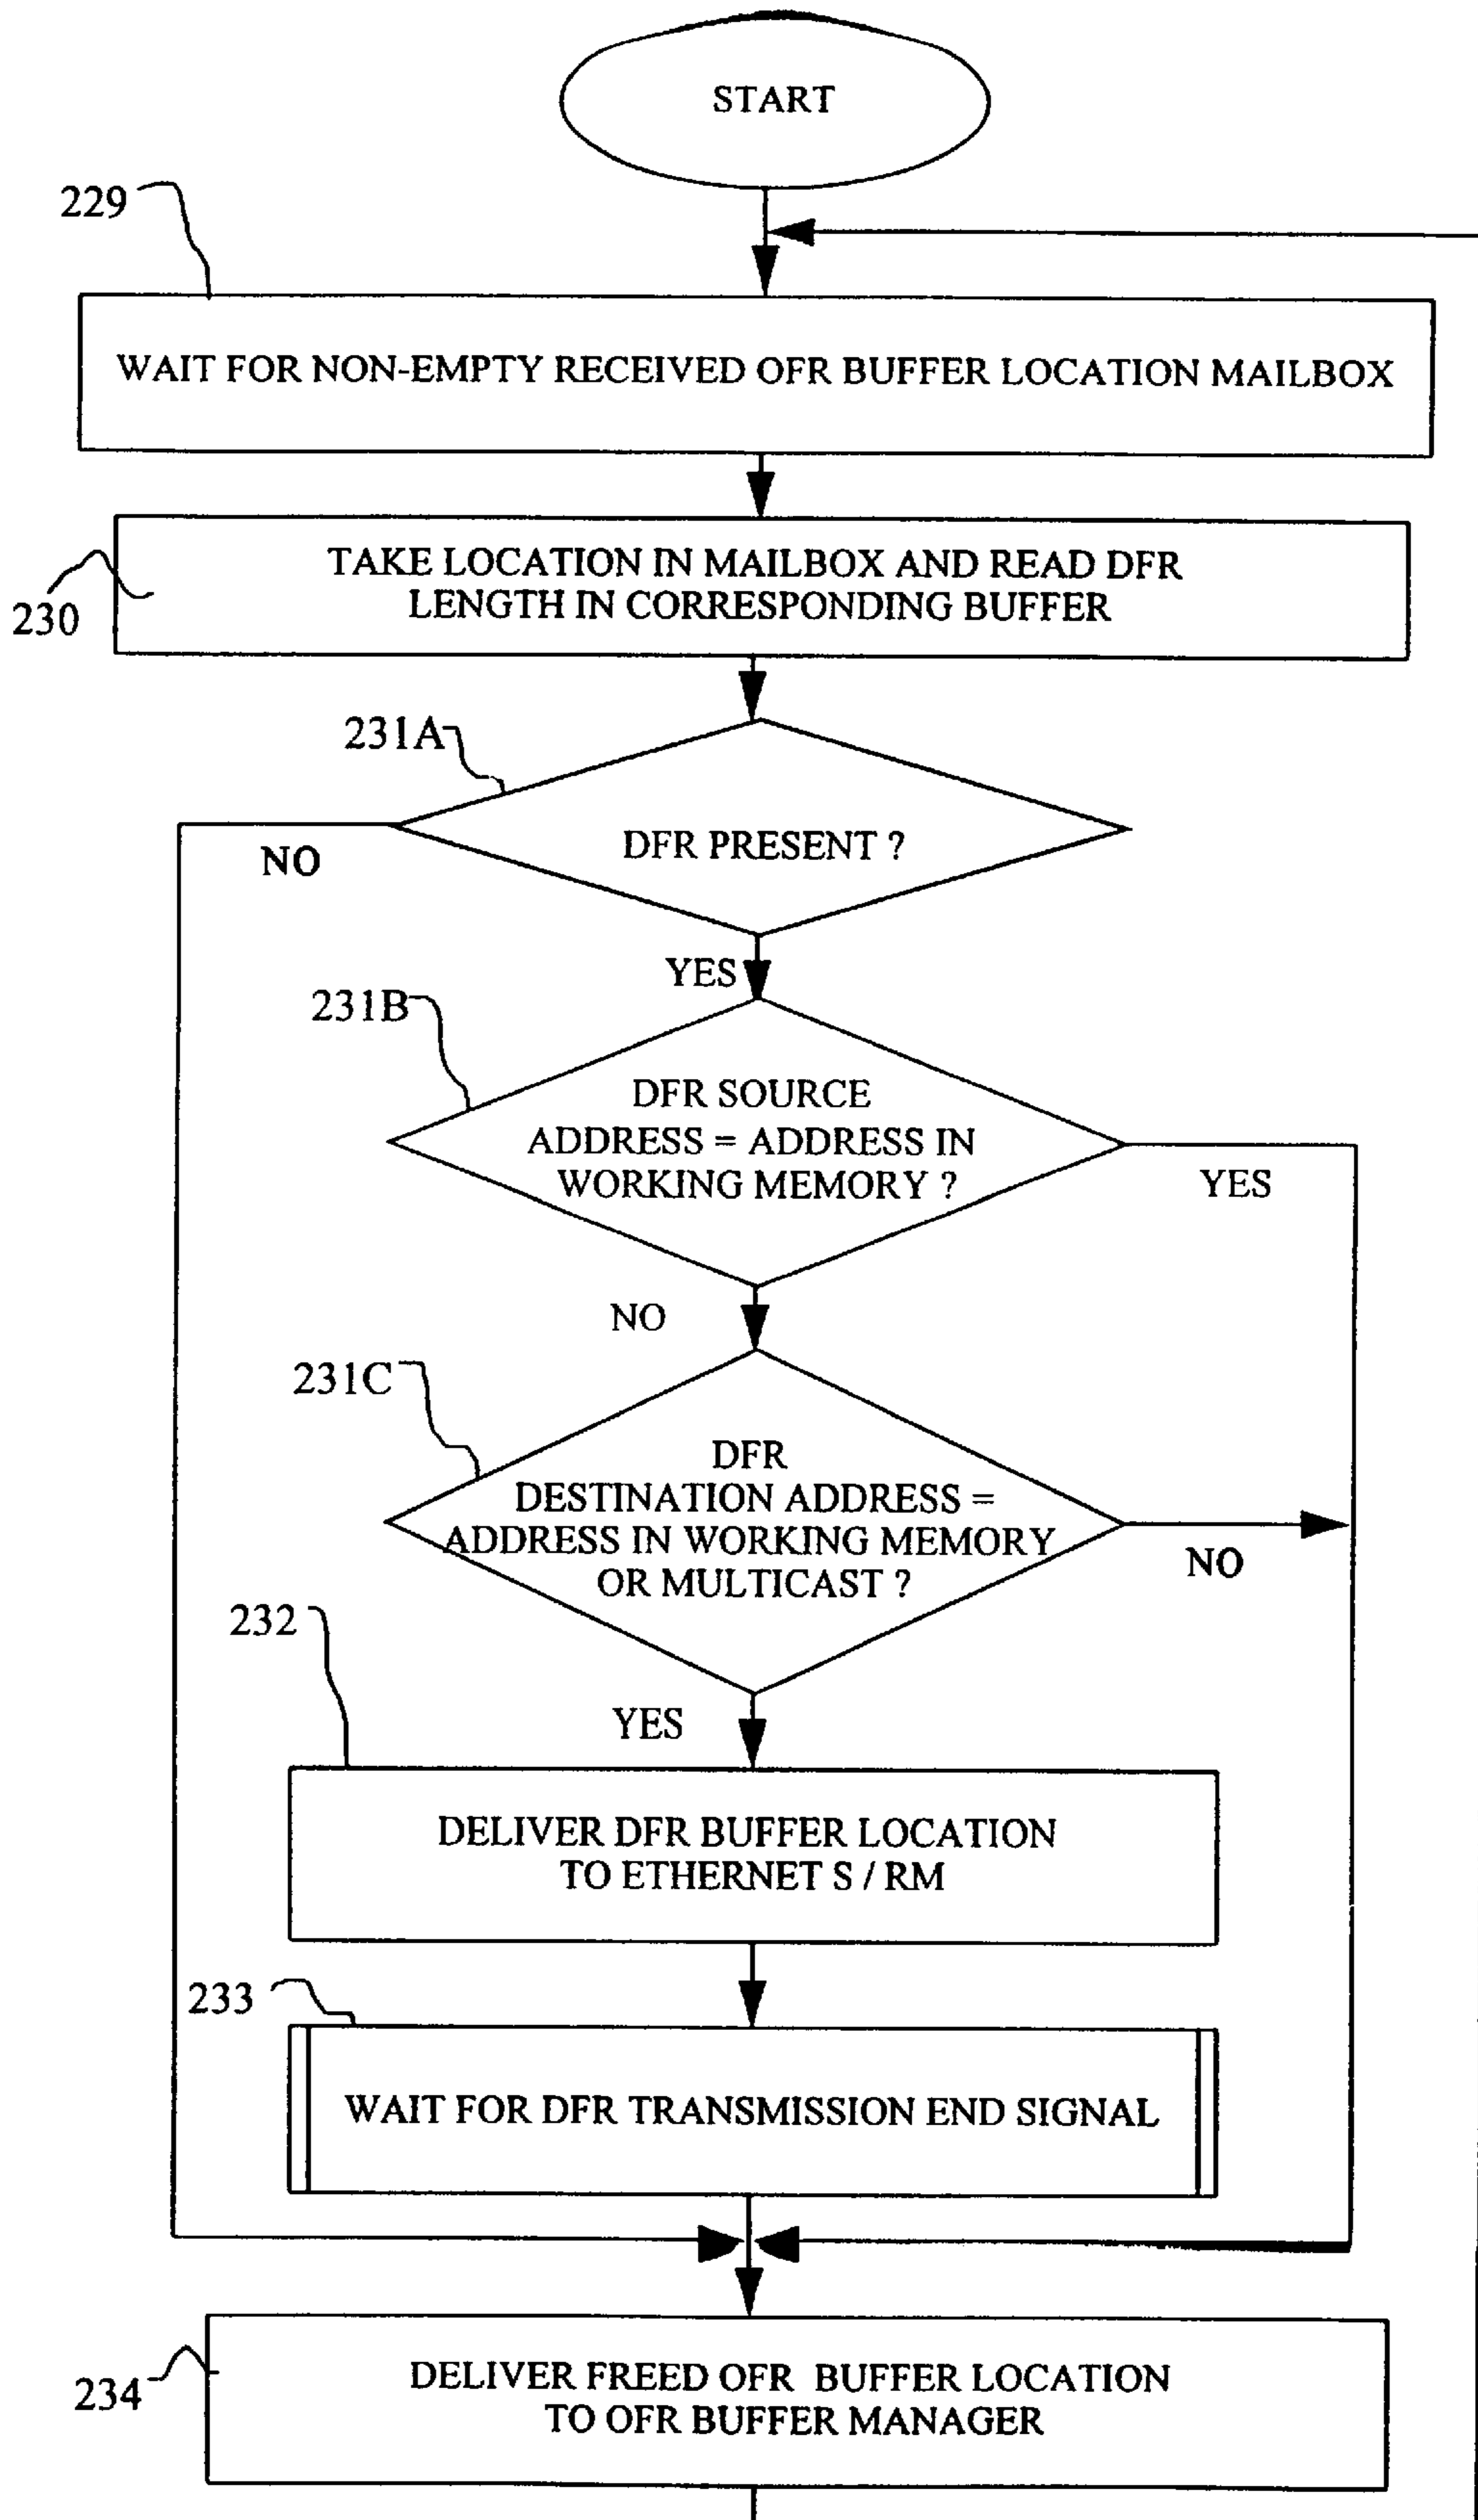 START
229
WAIT FOR NON-EMPTY RECEIVED OFR BUFFER LOCATION MAILBOX
TAKE LOCATION IN MAILBOX AND READ DFR
LENGTH IN CORRESPONDING BUFFER
230
231A
DFR PRESENT ?
NO
YES
231B
DFR SOURCE
ADDRESS = ADDRESS IN
WORKING MEMORY ?
YES
NO
231C
DFR
DESTINATION ADDRESS =
ADDRESS IN WORKING MEMORY
OR MULTICAST ?
NO
232
YES
DELIVER DFR BUFFER LOCATION
TO ETHERNET S / RM
233
WAIT FOR DFR TRANSMISSION END SIGNAL
234
DELIVER FREED OFR BUFFER LOCATION
TO OFR BUFFER MANAGER